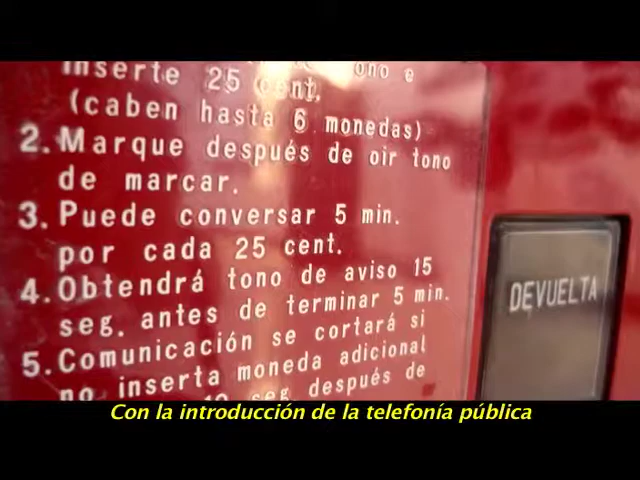 inserte 25 cent.
(caben hasta 6 monedas)
2. Marque después de oir tono
de marcar.
3. Puede conversar 5 min.
por cada 25 cent.
4. Obtendrá tono de aviso 15
seg. antes de terminar 5 min.
5. Comunicación se cortará si
no inserta moneda adicional
seg. después de
DEVUELTA
Con la introducción de la telefonía pública